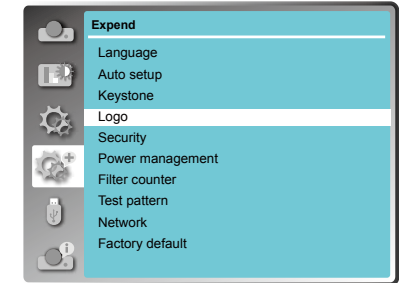 Expend
Language
Auto setup
Keystone
Logo
Security
Power management
Filter counter
Test pattern
Network
Factory default